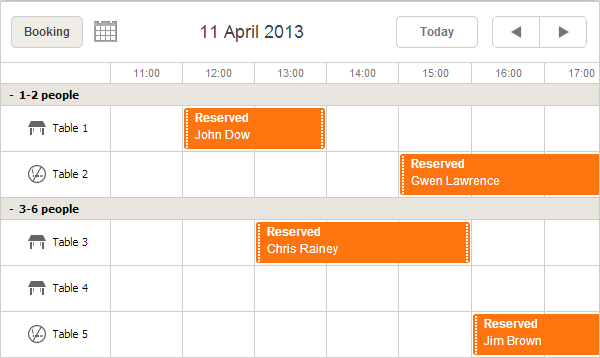 Booking 11 April 2013 Today
11:00 12:00 13:00 14:00 15:00 16:00 17:00
- 1-2 people
Table 1 Reserved
John Dow
Table 2 Reserved
Gwen Lawrence
- 3-6 people
Table 3 Reserved
Chris Rainey
Table 4
Table 5 Reserved
Jim Brown